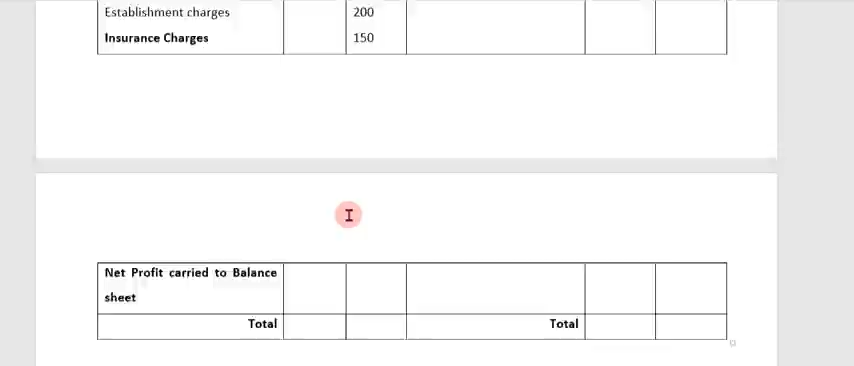 Establishment charges 200
Insurance Charges 150
Net Profit carried to Balance
sheet
Total Total